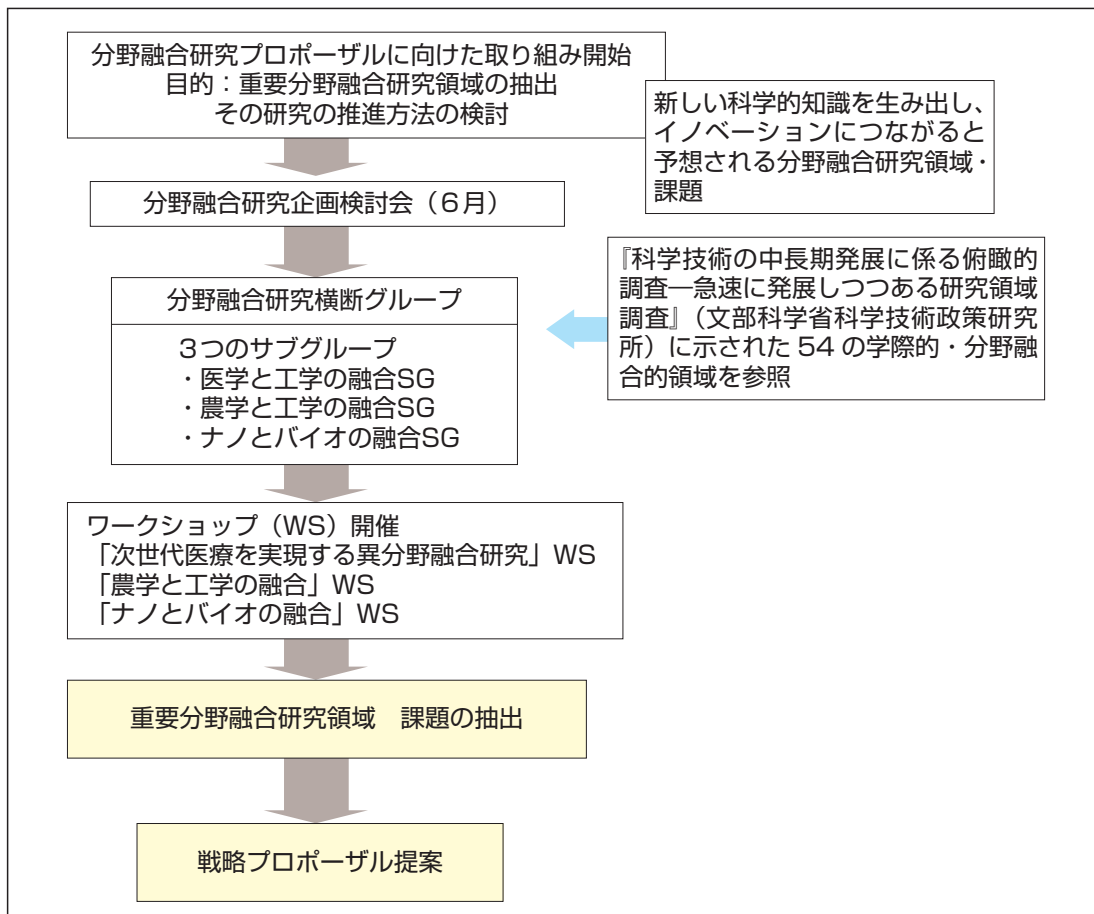 分野融合研究プロポーザルに向けた取り組み開始
目的：重要分野融合研究領域の抽出
その研究の推進方法の検討
新しい科学的知識を生み出し、
イノベーションにつながると
予想される分野融合研究領域・
課題
分野融合研究企画検討会（６月）
分野融合研究横断グループ
３つのサブグループ
・医学と工学の融合SG
・農学と工学の融合SG
・ナノとバイオの融合SG
『科学技術の中長期発展に係る俯瞰的
調査―急速に発展しつつある研究領域
調査』（文部科学省科学技術政策研究
所）に示された 54 の学際的・分野融
合的領域を参照
ワークショップ（WS）開催
「次世代医療を実現する異分野融合研究」WS
「農学と工学の融合」WS
「ナノとバイオの融合」WS
重要分野融合研究領域　課題の抽出
戦略プロポーザル提案